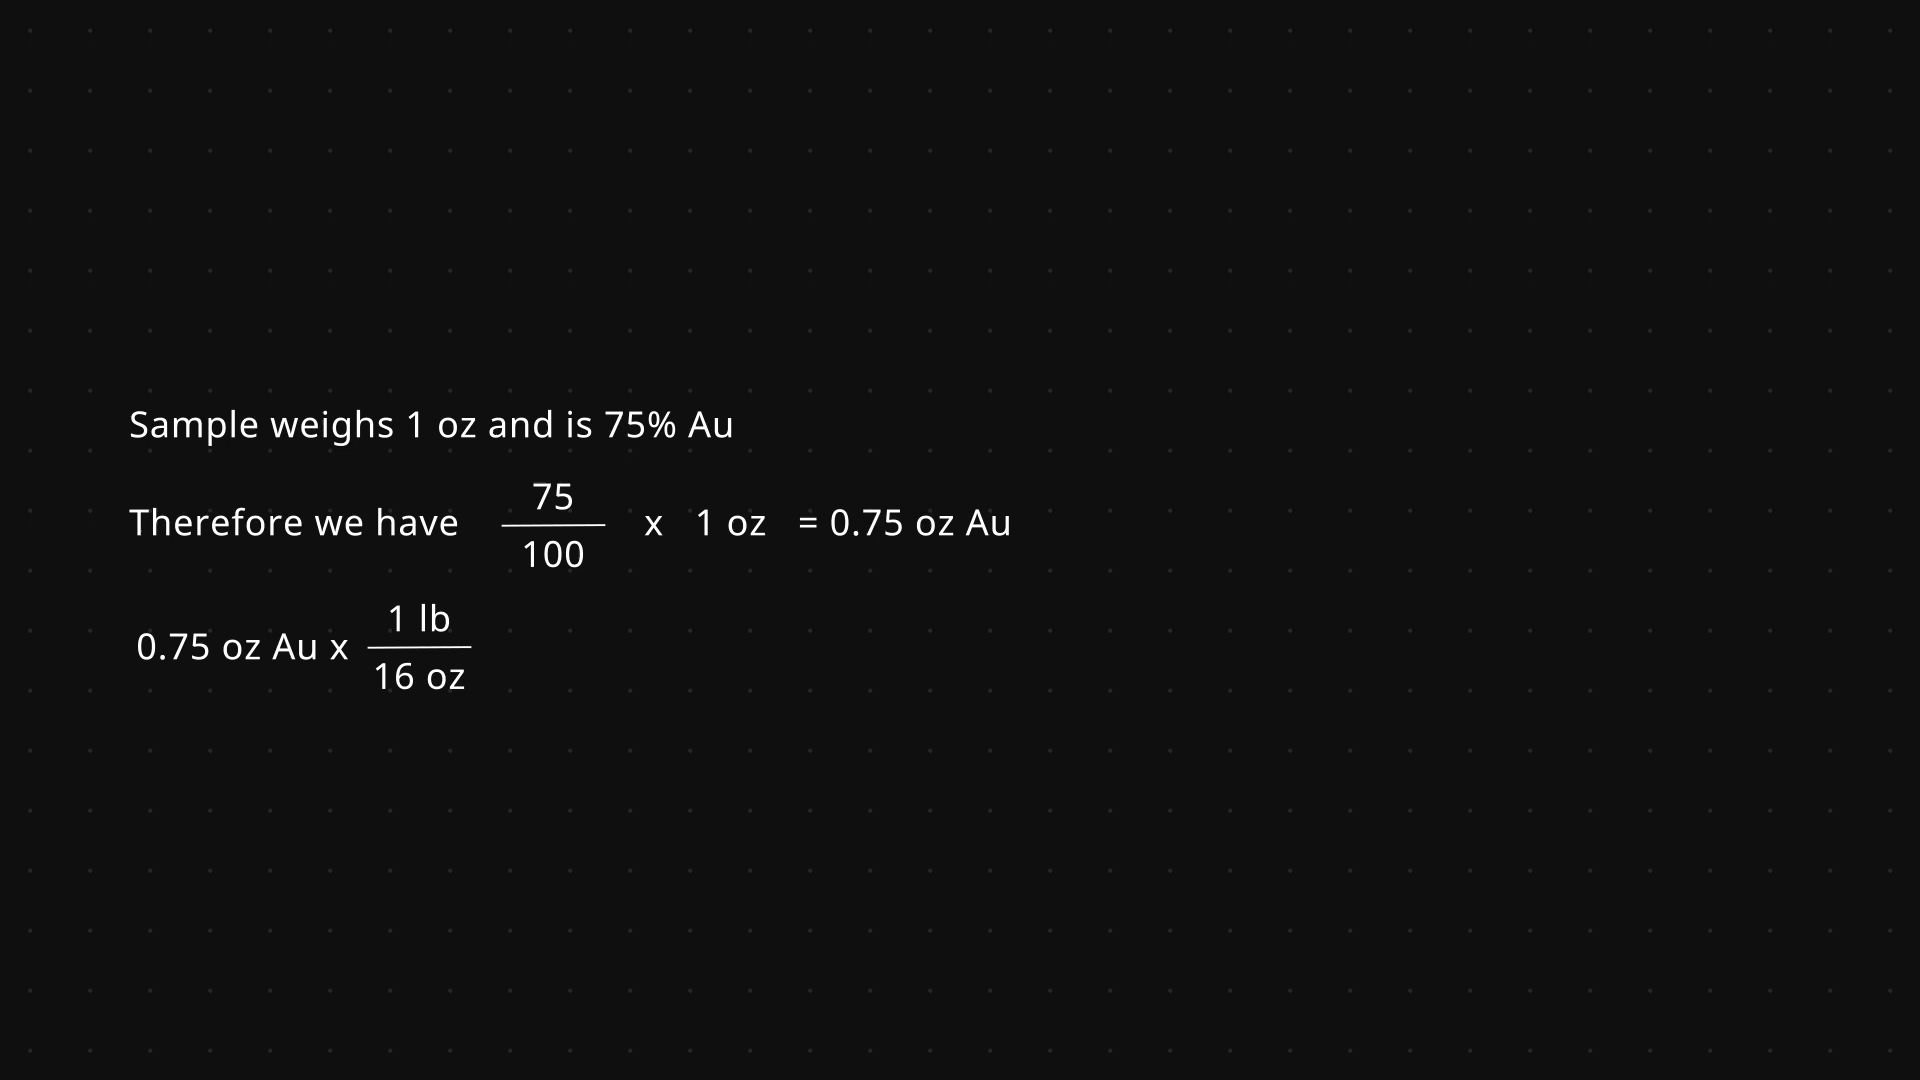 Sample weighs 1 oz and is 75% Au
Therefore we have 75/100 x 1 oz = 0.75 oz Au
0.75 oz Au x 1 lb/16 oz